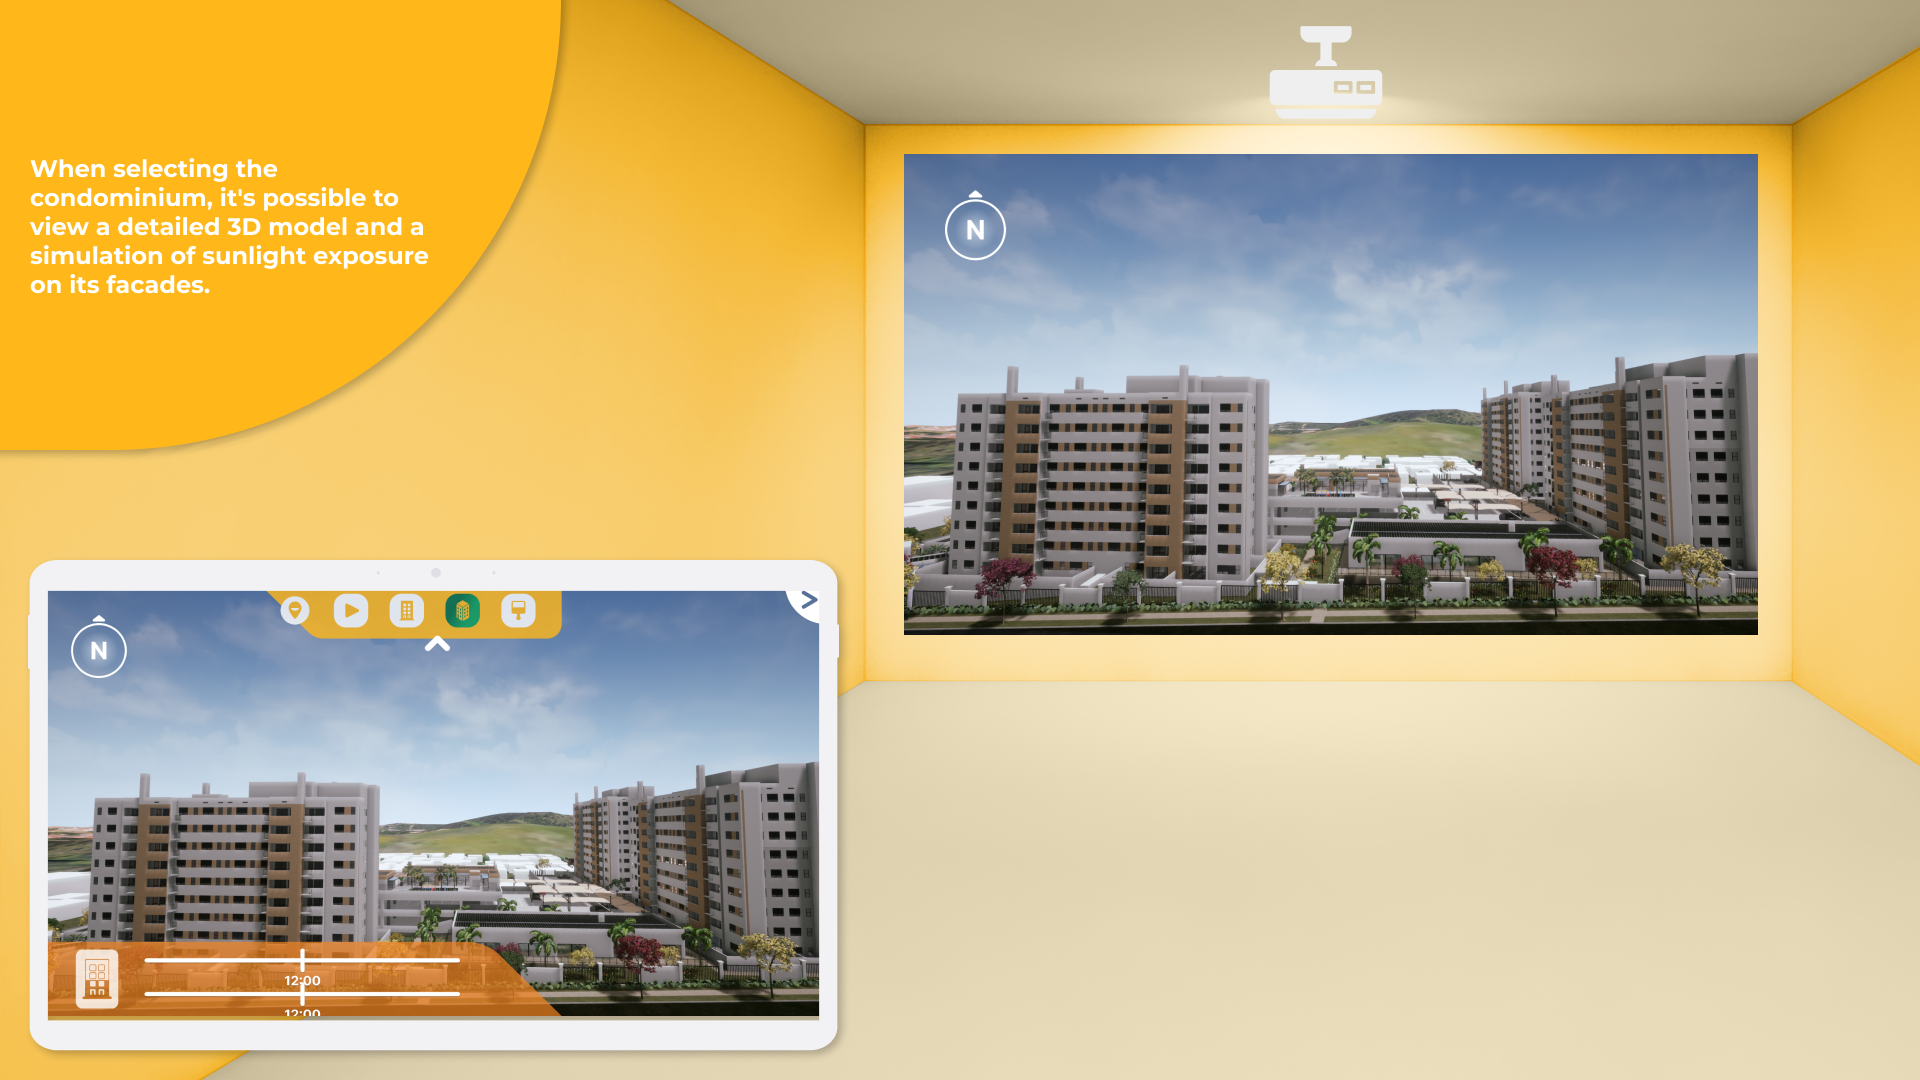 When selecting the
condominium, it's possible to
view a detailed 3D model and a
simulation of sunlight exposure
on its facades.
N
N
12:00
12:00